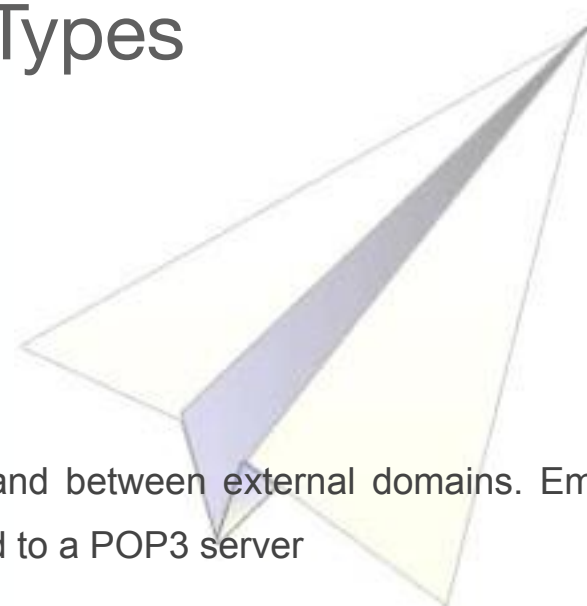 Types
and between external domains. Em
d to a POP3 server